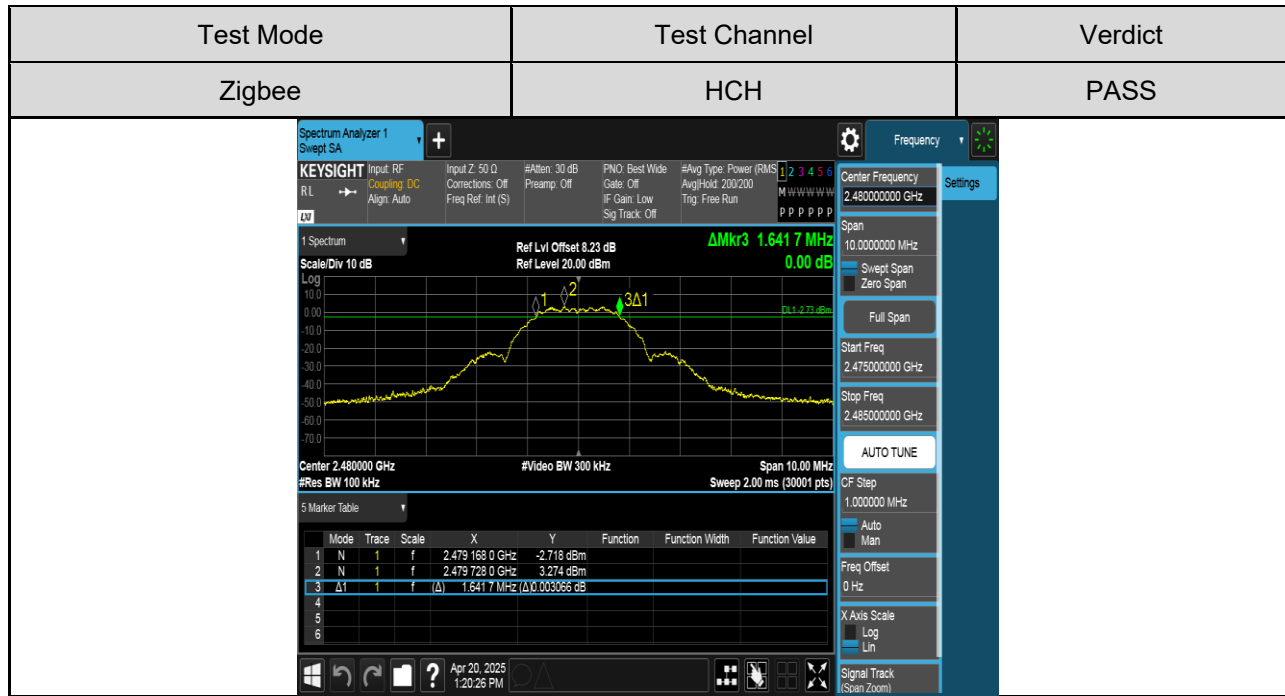 Test Mode Test Channel Verdict
Zigbee HCH PASS
Spectrum Analyzer 1
Swept SA
+
Frequency
KEYSIGHT Input: RF Input Z: 50 Ω #Atten: 30 dB PNO: Best Wide #Avg Type: Power (RMS 1 2 3 4 5 6
RL Coupling: DC Corrections: Off Preamp: Off Gate: Off Avg|Hold: 200/200 M W W W W W
Align: Auto Freq Ref: Int (S) IF Gain: Low Trig: Free Run
LXI Sig Track: Off P P P P P P
1 Spectrum
Scale/Div 10 dB
Ref Lvl Offset 8.23 dB
Ref Level 20.00 dBm
ΔMkr3 1.641 7 MHz
0.00 dB
Log
10.0
0.00
-10.0
-20.0
-30.0
-40.0
-50.0
-60.0
-70.0
1 2 3Δ1
DL1 -2.73 dBm
Center 2.480000 GHz #Video BW 300 kHz Span 10.00 MHz
#Res BW 100 kHz Sweep 2.00 ms (30001 pts)
5 Marker Table
Mode Trace Scale X Y Function Function Width Function Value
1 N 1 f 2.479 168 0 GHz -2.718 dBm
2 N 1 f 2.479 728 0 GHz 3.274 dBm
3 Δ1 1 f (Δ) 1.641 7 MHz (Δ)0.003066 dB
4
5
6
? Apr 20, 2025
1:20:26 PM
Center Frequency
2.480000000 GHz
Settings
Span
10.0000000 MHz
Swept Span
Zero Span
Full Span
Start Freq
2.475000000 GHz
Stop Freq
2.485000000 GHz
AUTO TUNE
CF Step
1.000000 MHz
Auto
Man
Freq Offset
0 Hz
X Axis Scale
Log
Lin
Signal Track
(Span Zoom)